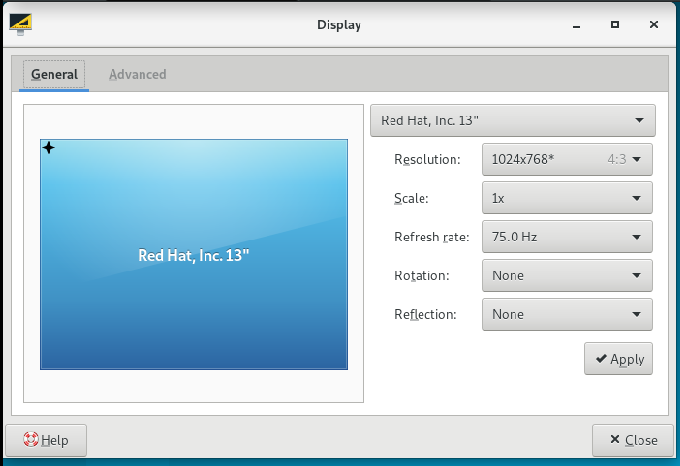 Display
General
Advanced
Red Hat, Inc. 13"
Red Hat, Inc. 13"
Resolution: 1024x768* 4:3
Scale: 1x
Refresh rate: 75.0 Hz
Rotation: None
Reflection: None
Apply
Help
Close